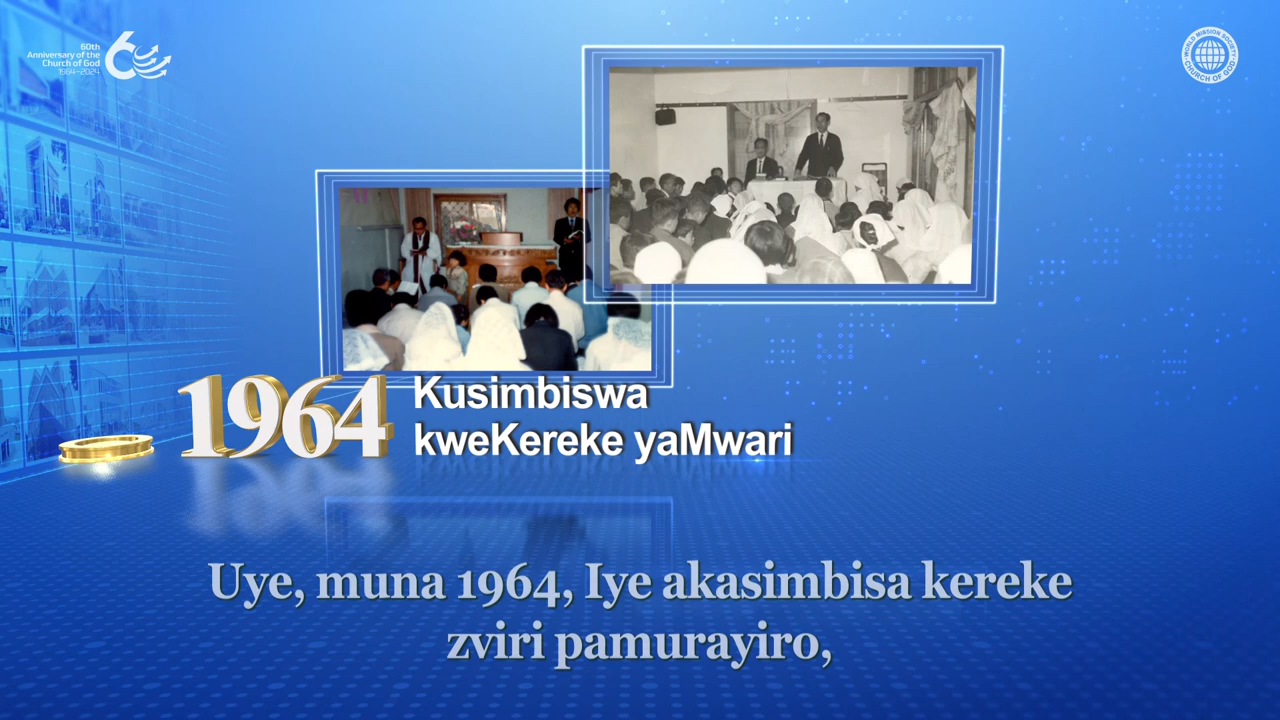 60th
Anniversary of the
Church of God
1964–2024
60
WORLD MISSION SOCIETY
CHURCH OF GOD
1964
Kusimbiswa
kweKereke yaMwari
Uye, muna 1964, Iye akasimbisa kereke
zviri pamurayiro,